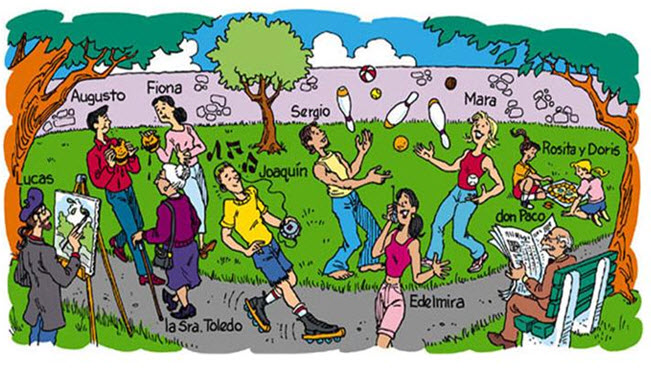 Augusto
Fiona
Sergio
Mara
Rosita y Doris
Lucas
Joaquín
don Paco
la Sra. Toledo
Edelmira